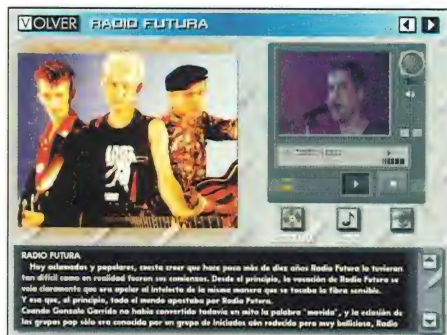 VOLVER RADIO FUTURA
RADIO FUTURA
Hoy aclamados y populares, cuesta creer que hace poco más de diez años Radio Futura lo tuvieran
tan difícil como en realidad fueron sus comienzos. Desde el principio, la vocación de Radio Futura se
veía claramente que era apelar al intelecto de la misma manera que se tocaba la fibra sensible.
Y eso que, al principio, todo el mundo apostaba por Radio Futura.
Cuando Gonzalo Garrido no había convertido todavía en mito la palabra "movida", y la eclosión de
los grupos pop sólo era conocida por un grupo de iniciados aún reducido pero muy bullicioso, Radio